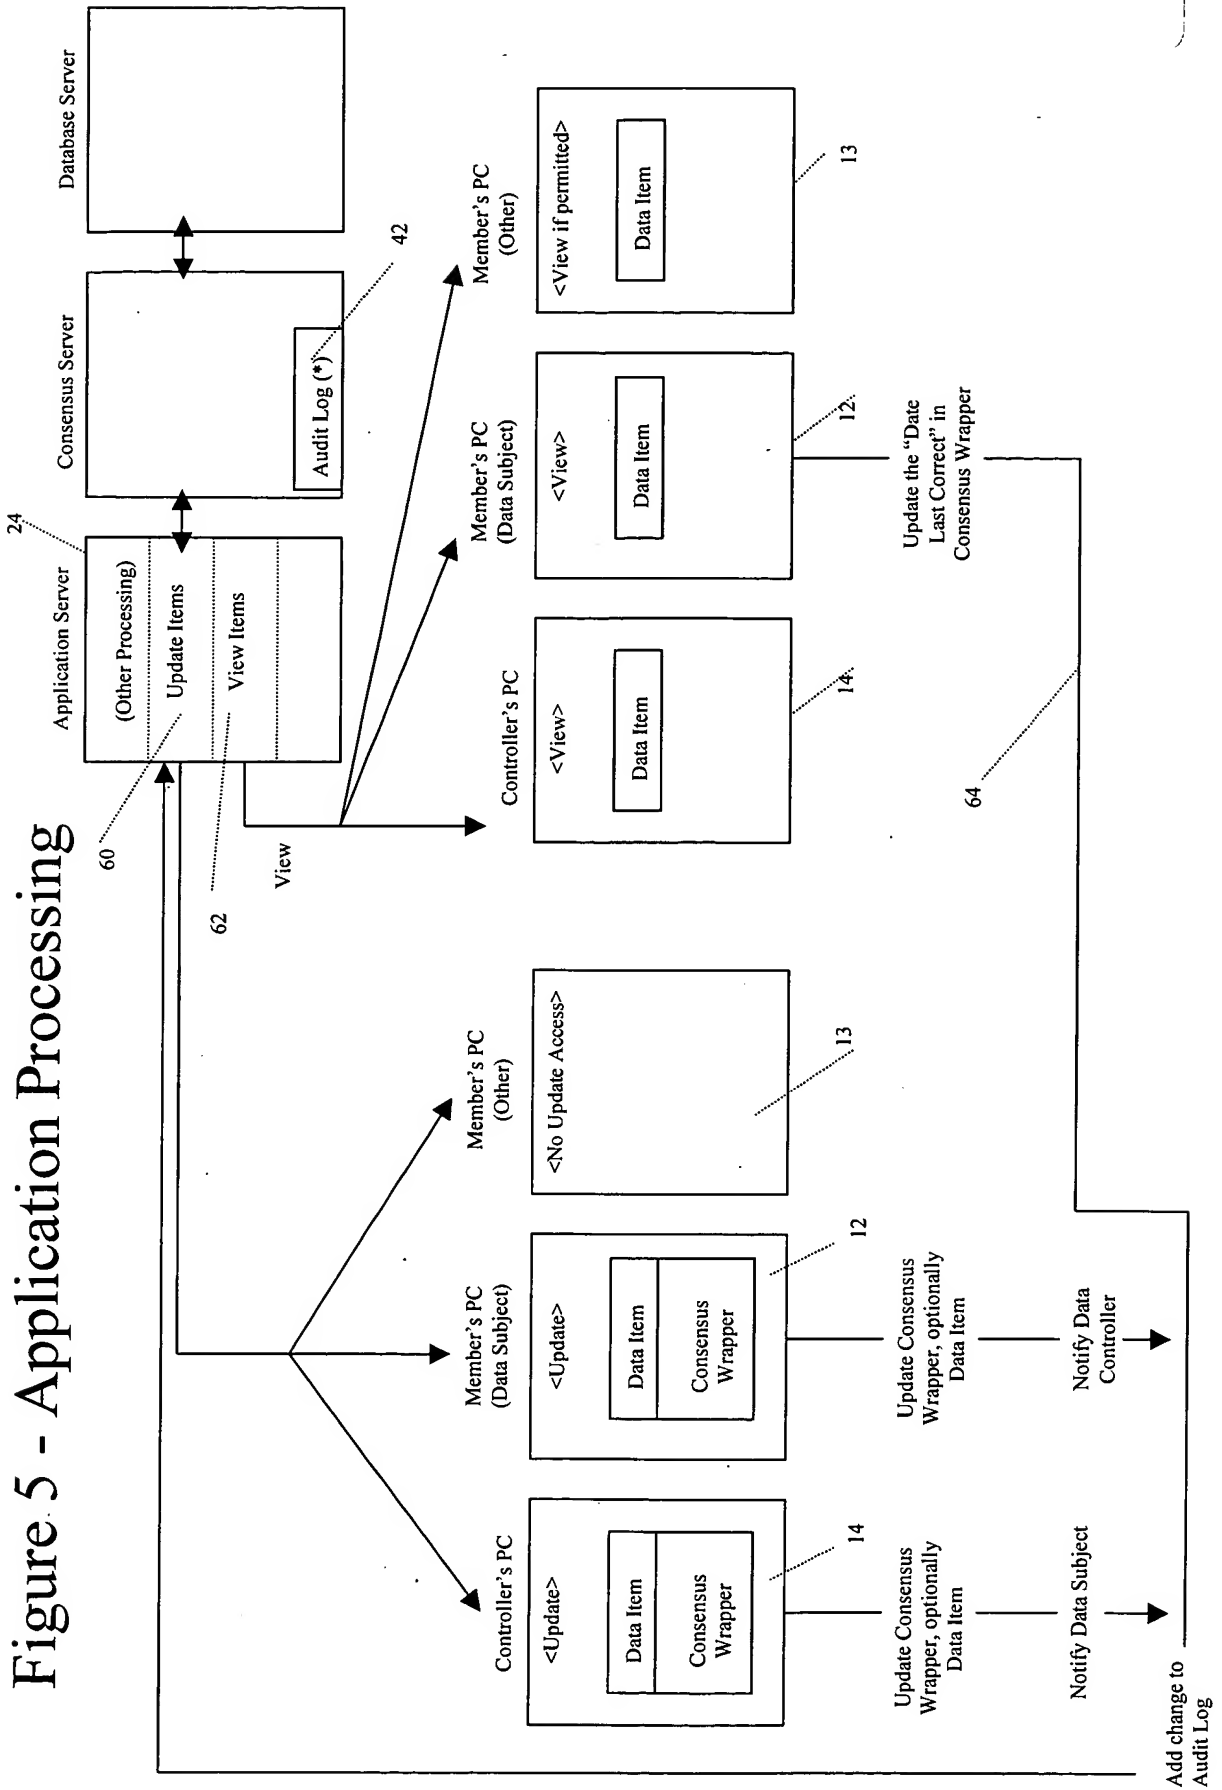 Figure 5 - Application Processing
Application Server
24
Consensus Server
Database Server
(Other Processing)
Update Items
View Items
Audit Log (*)
42
60
62
View
Controller's PC
<Update>
Data Item
Consensus
Wrapper
14
Member's PC
(Data Subject)
<Update>
Data Item
Consensus
Wrapper
12
Member's PC
(Other)
<No Update Access>
13
Controller's PC
<View>
Data Item
14
Member's PC
(Data Subject)
<View>
Data Item
12
Member's PC
(Other)
<View if permitted>
Data Item
13
Update Consensus
Wrapper, optionally
Data Item
Update Consensus
Wrapper, optionally
Data Item
Update the “Date
Last Correct” in
Consensus Wrapper
64
Notify Data Subject
Notify Data
Controller
Add change to
Audit Log